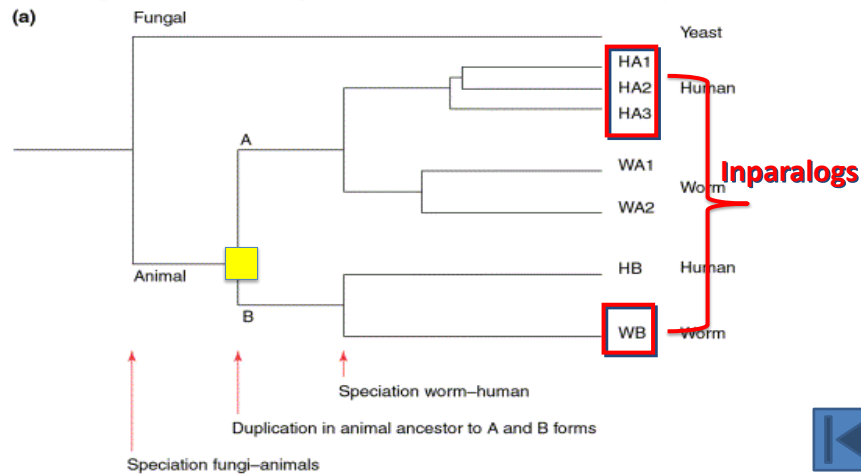 (a)
Fungal
Yeast
HA1
HA2
Human
HA3
A
WA1
Inparalogs
Worm
WA2
HB
Human
Animal
B
WB
Worm
Speciation worm–human
Duplication in animal ancestor to A and B forms
Speciation fungi–animals